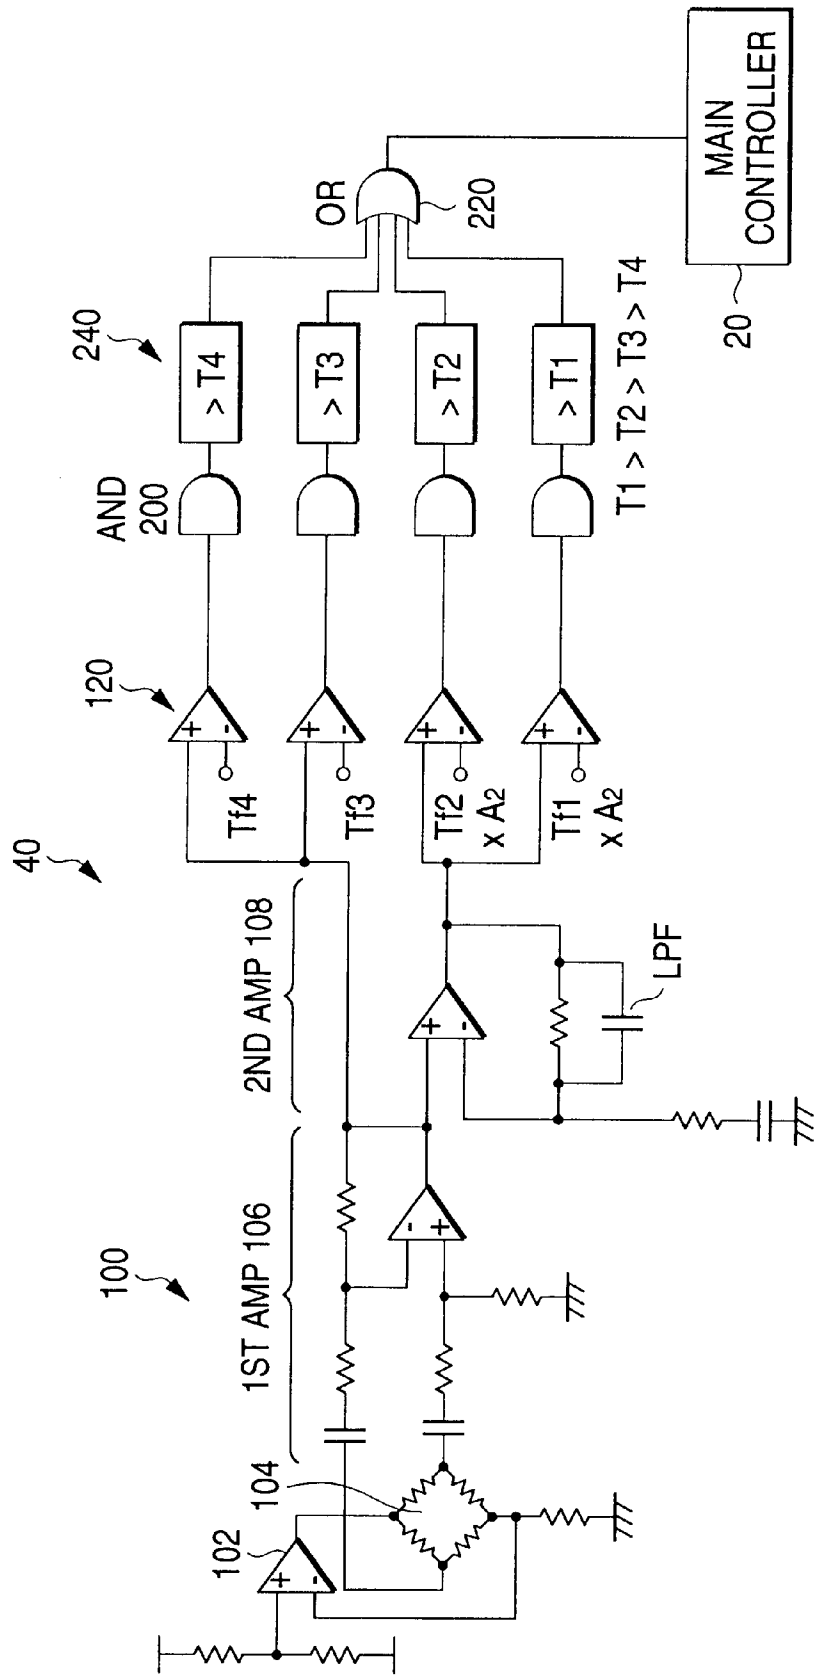 40
100
1ST AMP 106
2ND AMP 108
102
104
+
-
-
+
+
-
LPF
120
+
-
Tf4
+
-
Tf3
+
-
Tf2
x A2
+
-
Tf1
x A2
AND
200
240
> T4
> T3
> T2
> T1
T1 > T2 > T3 > T4
OR
220
MAIN
CONTROLLER
20